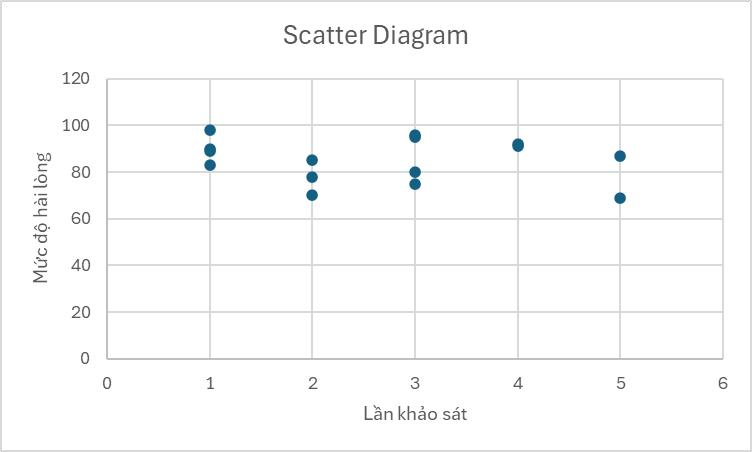 Scatter Diagram
120
100
80
60
40
20
0
Mức độ hài lòng
0 1 2 3 4 5 6
Lần khảo sát